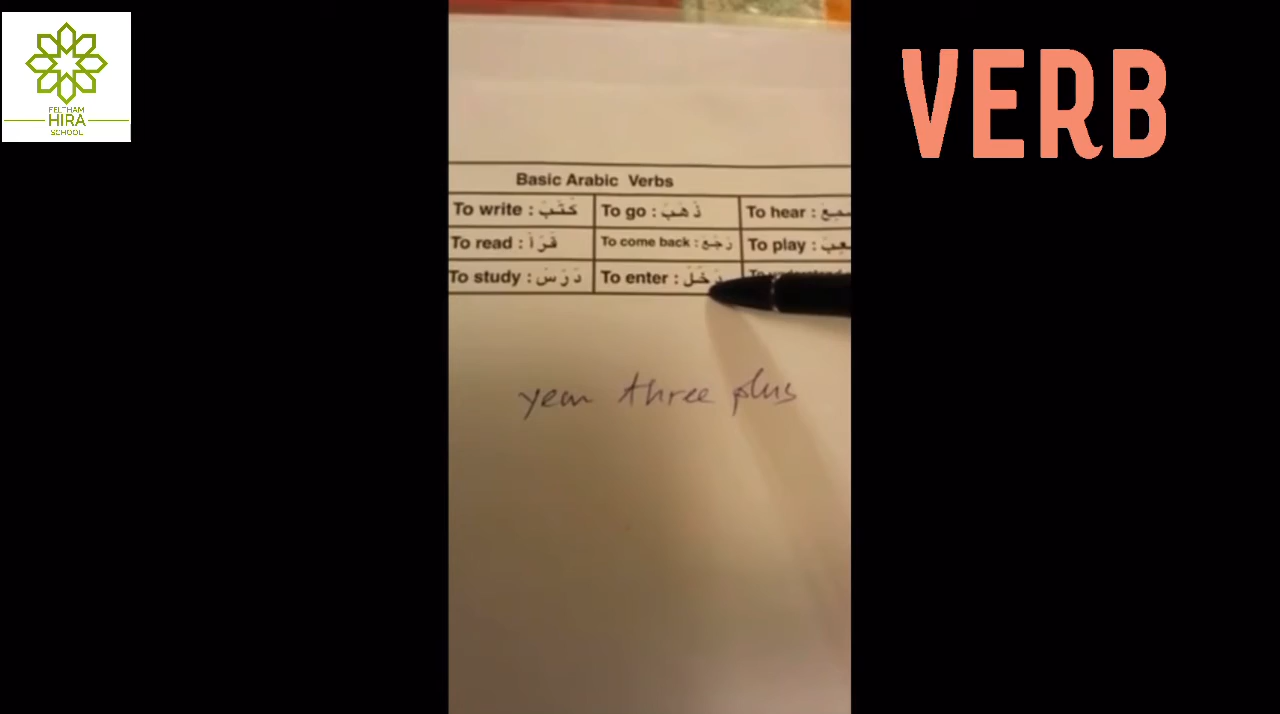 FELTHAM
HIRA
SCHOOL
VERB
Basic Arabic Verbs
To write : كَتَبَ
To go : ذَهَبَ
To hear :
To read : قَرَأَ
To come back : رَجَعَ
To play :
To study : دَرَسَ
To enter : دَخَلَ
year three plus